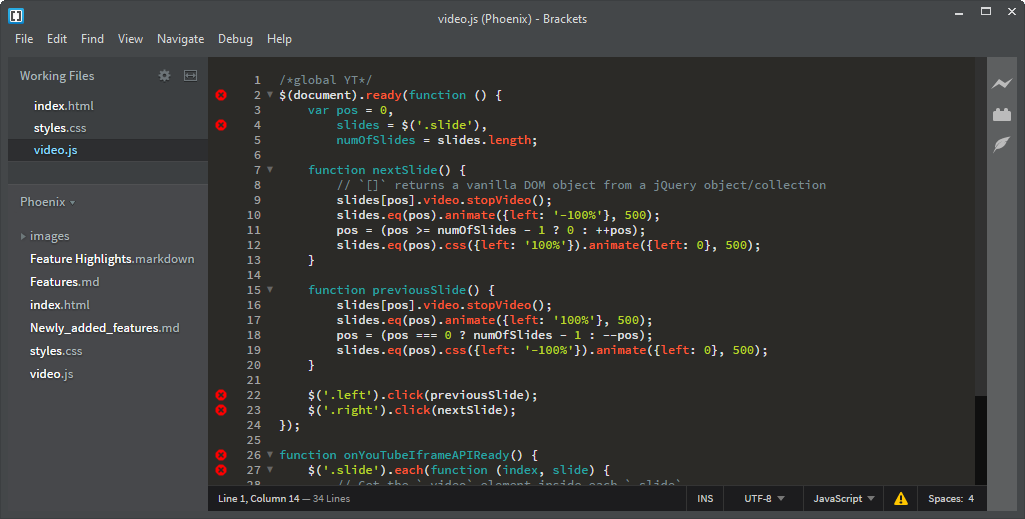 video.js (Phoenix) - Brackets
File Edit Find View Navigate Debug Help
Working Files
index.html
styles.css
video.js
Phoenix
images
Feature Highlights.markdown
Features.md
index.html
Newly_added_features.md
styles.css
video.js
1 /*global YT*/
2 $(document).ready(function () {
3     var pos = 0,
4         slides = $('.slide'),
5         numOfSlides = slides.length;
6
7     function nextSlide() {
8         // `[]` returns a vanilla DOM object from a jQuery object/collection
9         slides[pos].video.stopVideo();
10         slides.eq(pos).animate({left: '-100%'}, 500);
11         pos = (pos >= numOfSlides - 1 ? 0 : ++pos);
12         slides.eq(pos).css({left: '100%'}).animate({left: 0}, 500);
13     }
14
15     function previousSlide() {
16         slides[pos].video.stopVideo();
17         slides.eq(pos).animate({left: '100%'}, 500);
18         pos = (pos === 0 ? numOfSlides - 1 : --pos);
19         slides.eq(pos).css({left: '-100%'}).animate({left: 0}, 500);
20     }
21
22     $('.left').click(previousSlide);
23     $('.right').click(nextSlide);
24 });
25
26 function onYouTubeIframeAPIReady() {
27     $('.slide').each(function (index, slide) {
28         // Get the `.video` element inside each `.slide`
Line 1, Column 14 — 34 Lines
INS UTF-8 JavaScript Spaces: 4